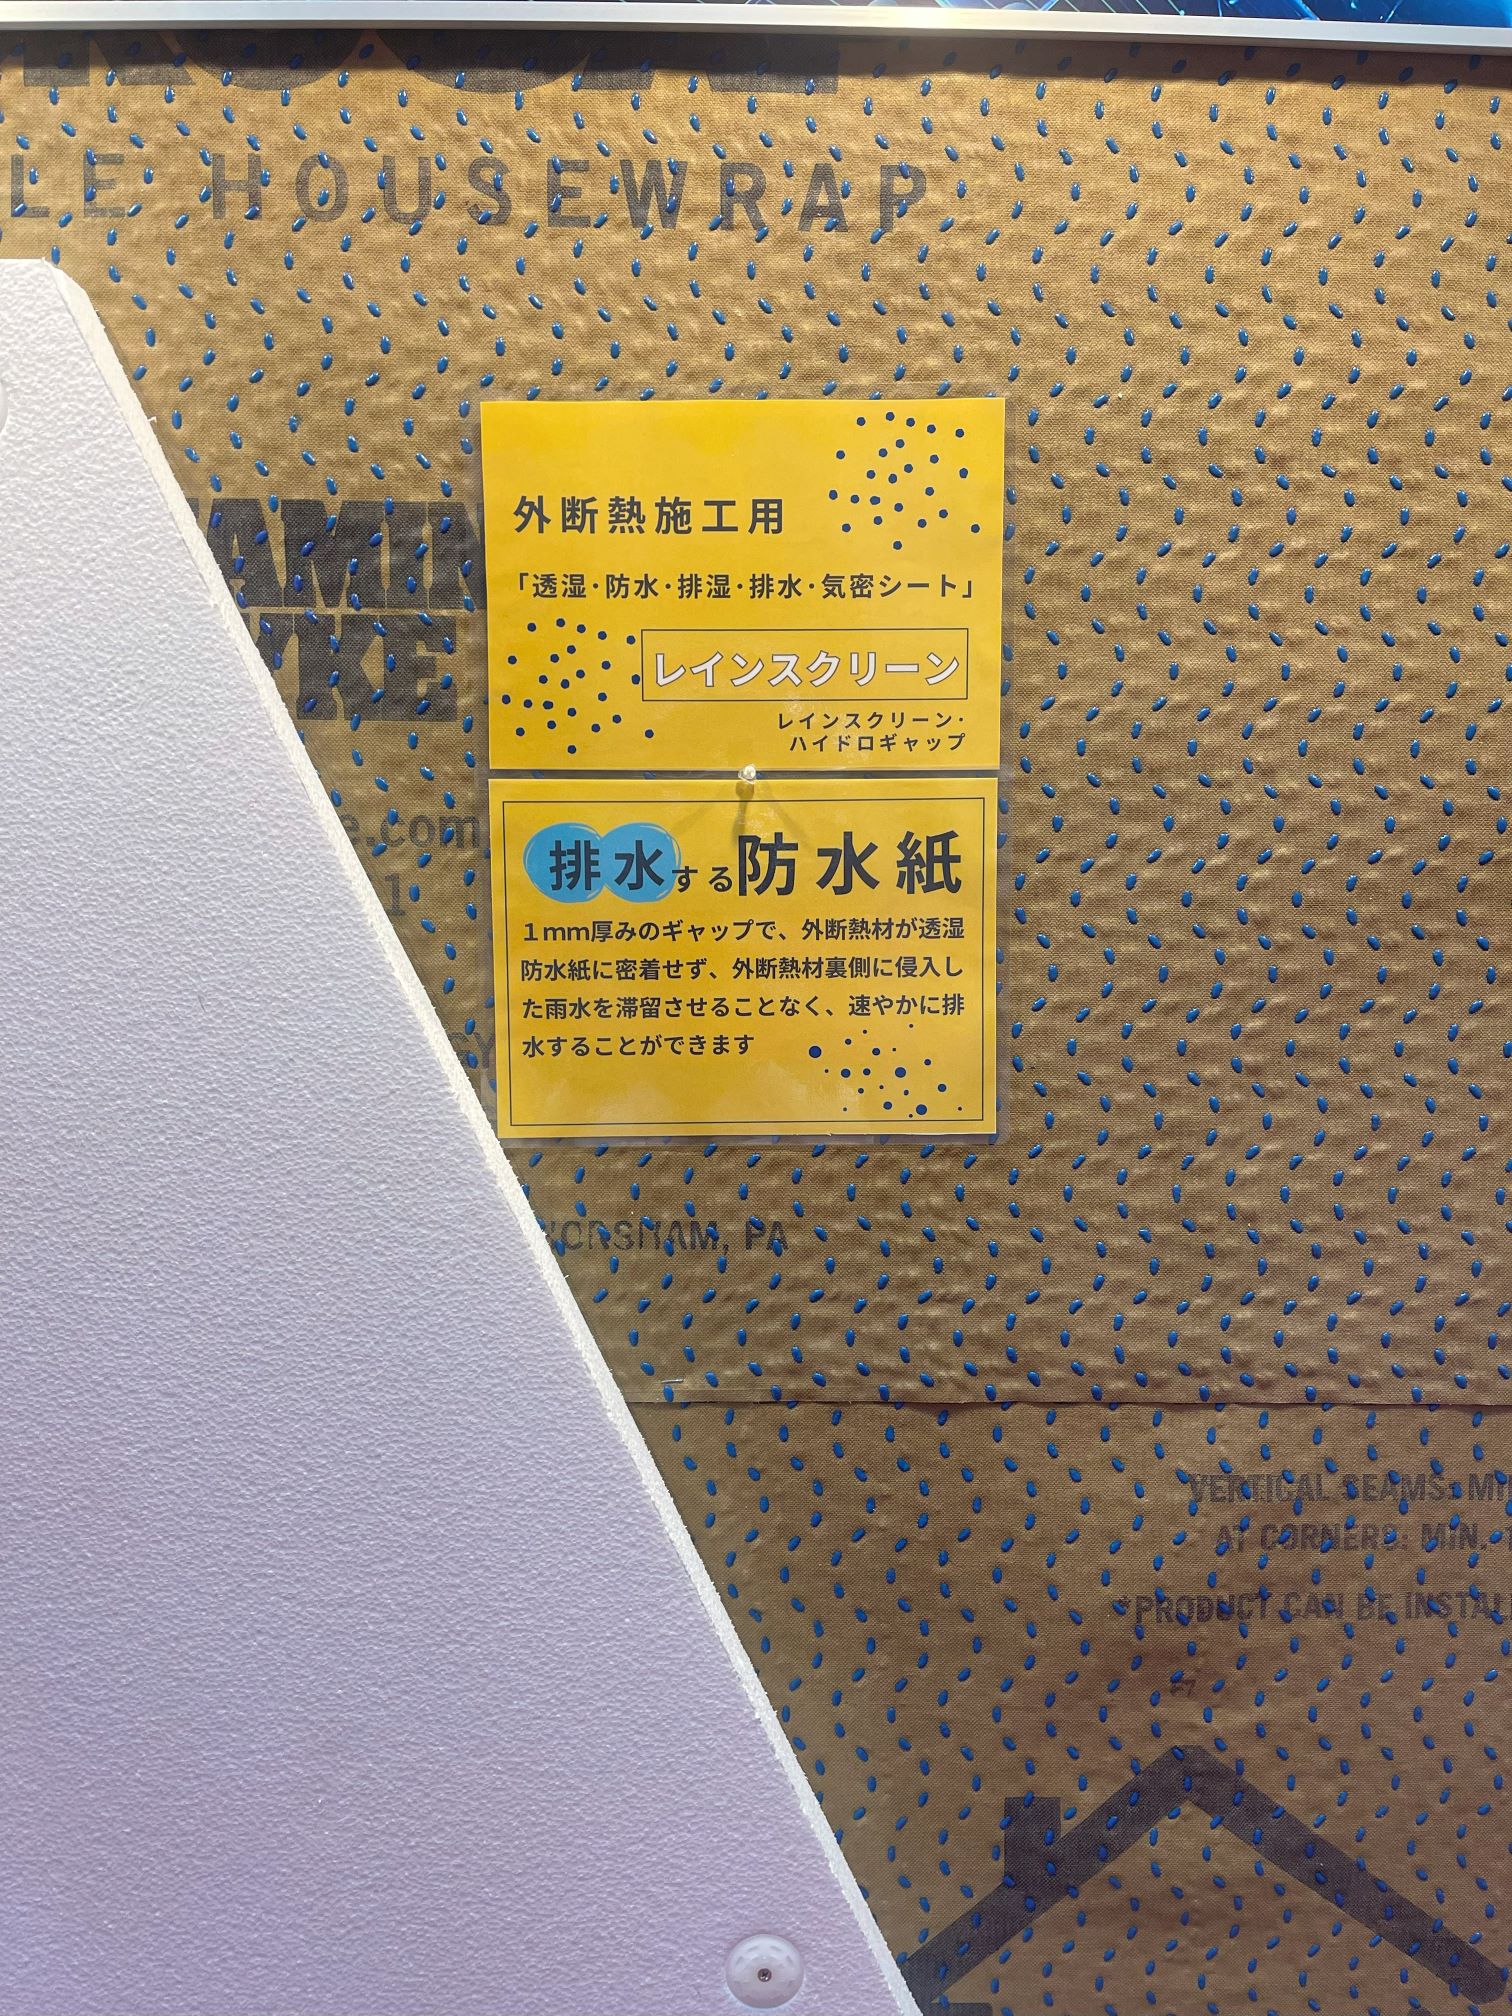 HOUSEWRAP
外断熱施工用
「透湿·防水·排湿·排水·気密シート」
レインスクリーン
レインスクリーン·
ハイドロギャップ
排水する防水紙
１ｍｍ厚みのギャップで、外断熱材が透湿
防水紙に密着せず、外断熱材裏側に侵入し
た雨水を滞留させることなく、速やかに排
水することができます
HORSHAM, PA
VERTICAL SEAMS:
AT CORNERS: MIN.
*PRODUCT CAN BE